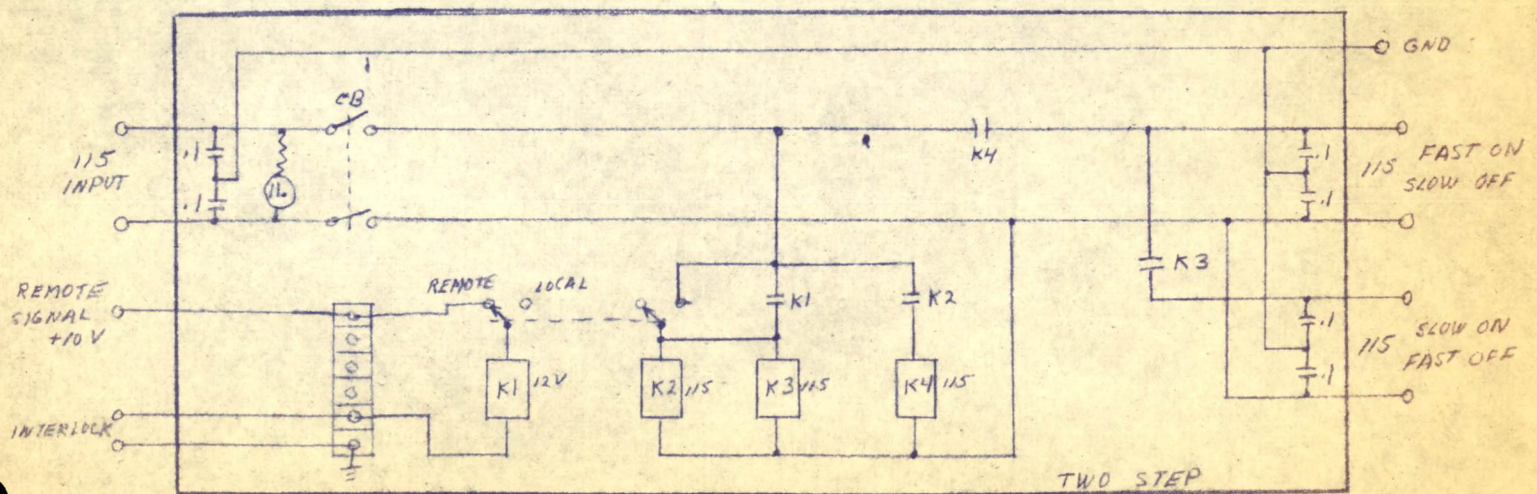 GND
CB
115
INPUT
.1
.1
IL
K4
.1
.1
115
FAST ON
SLOW OFF
K3
REMOTE
SIGNAL
+10 V
REMOTE
LOCAL
K1
K2
.1
.1
115
SLOW ON
FAST OFF
K1
12V
K2
115
K3
115
K4
115
INTERLOCK
TWO STEP